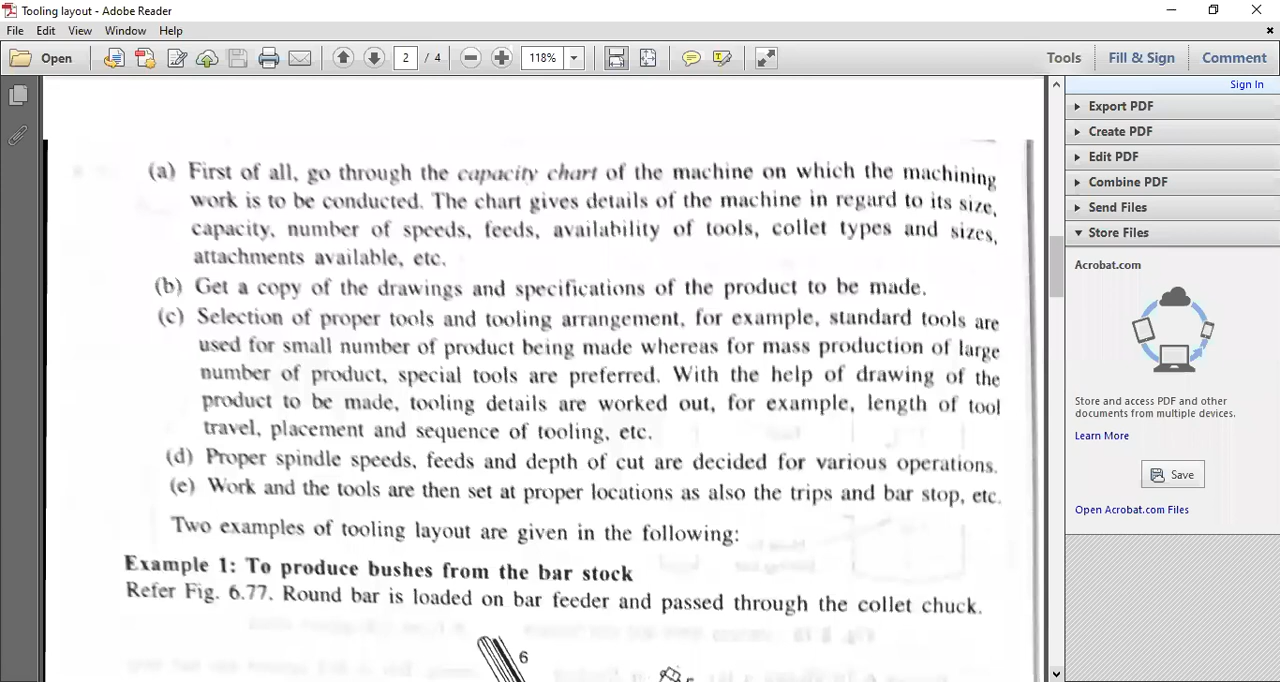 Tooling layout - Adobe Reader
File Edit View Window Help
Open 2 / 4 118% Tools Fill & Sign Comment
Sign In
Export PDF
Create PDF
Edit PDF
Combine PDF
Send Files
Store Files
Acrobat.com
Store and access PDF and other
documents from multiple devices.
Learn More
Save
Open Acrobat.com Files
(a) First of all, go through the capacity chart of the machine on which the machining
work is to be conducted. The chart gives details of the machine in regard to its size,
capacity, number of speeds, feeds, availability of tools, collet types and sizes,
attachments available, etc.
(b) Get a copy of the drawings and specifications of the product to be made.
(c) Selection of proper tools and tooling arrangement, for example, standard tools are
used for small number of product being made whereas for mass production of large
number of product, special tools are preferred. With the help of drawing of the
product to be made, tooling details are worked out, for example, length of tool
travel, placement and sequence of tooling, etc.
(d) Proper spindle speeds, feeds and depth of cut are decided for various operations.
(e) Work and the tools are then set at proper locations as also the trips and bar stop, etc.
Two examples of tooling layout are given in the following:
Example 1: To produce bushes from the bar stock
Refer Fig. 6.77. Round bar is loaded on bar feeder and passed through the collet chuck.
6